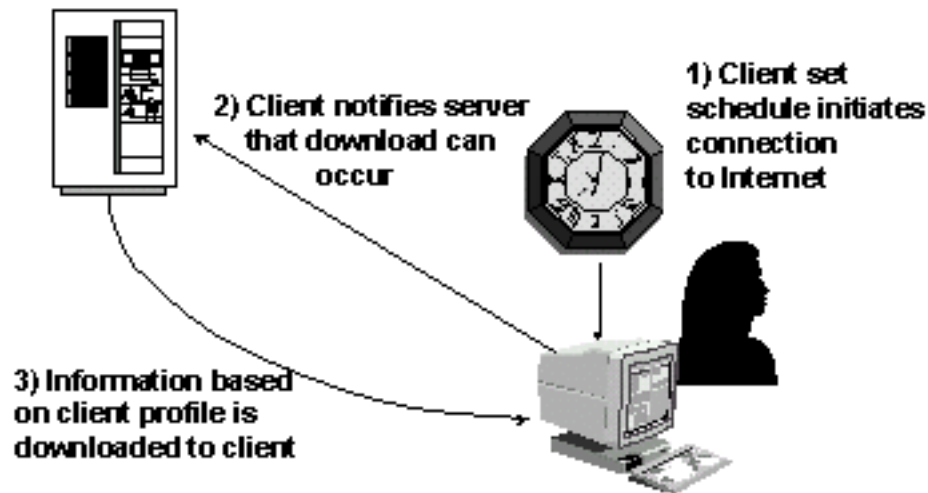 1) Client set
schedule initiates
connection
to Internet
2) Client notifies server
that download can
occur
3) Information based
on client profile is
downloaded to client